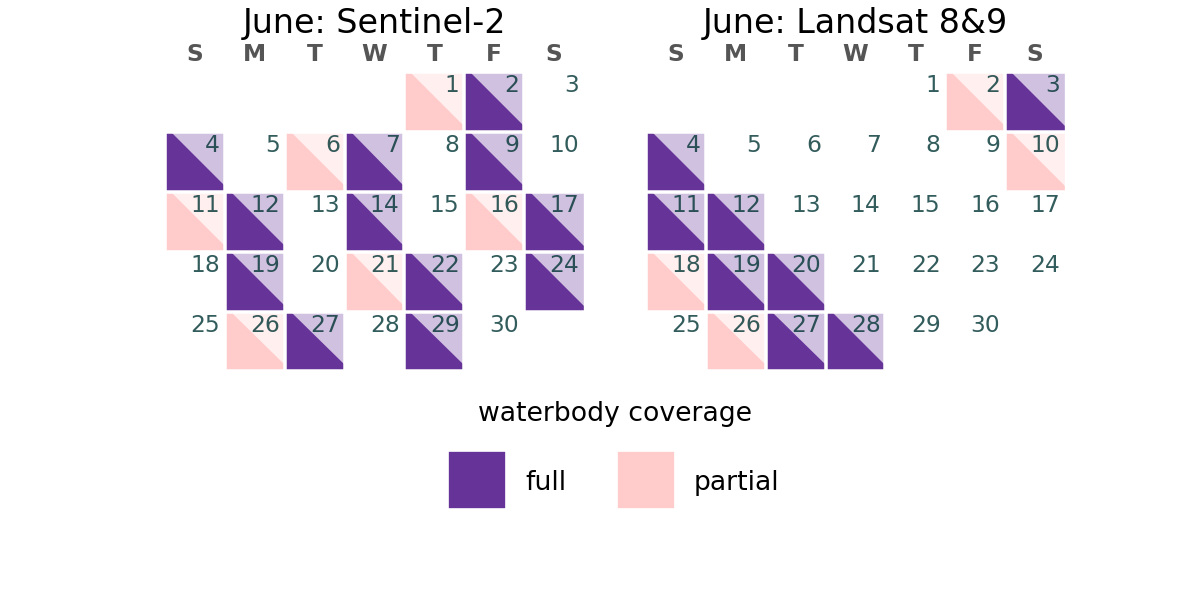 June: Sentinel-2
S M T W T F S
1 2 3
4 5 6 7 8 9 10
11 12 13 14 15 16 17
18 19 20 21 22 23 24
25 26 27 28 29 30
June: Landsat 8&9
S M T W T F S
1 2 3
4 5 6 7 8 9 10
11 12 13 14 15 16 17
18 19 20 21 22 23 24
25 26 27 28 29 30
waterbody coverage
full
partial